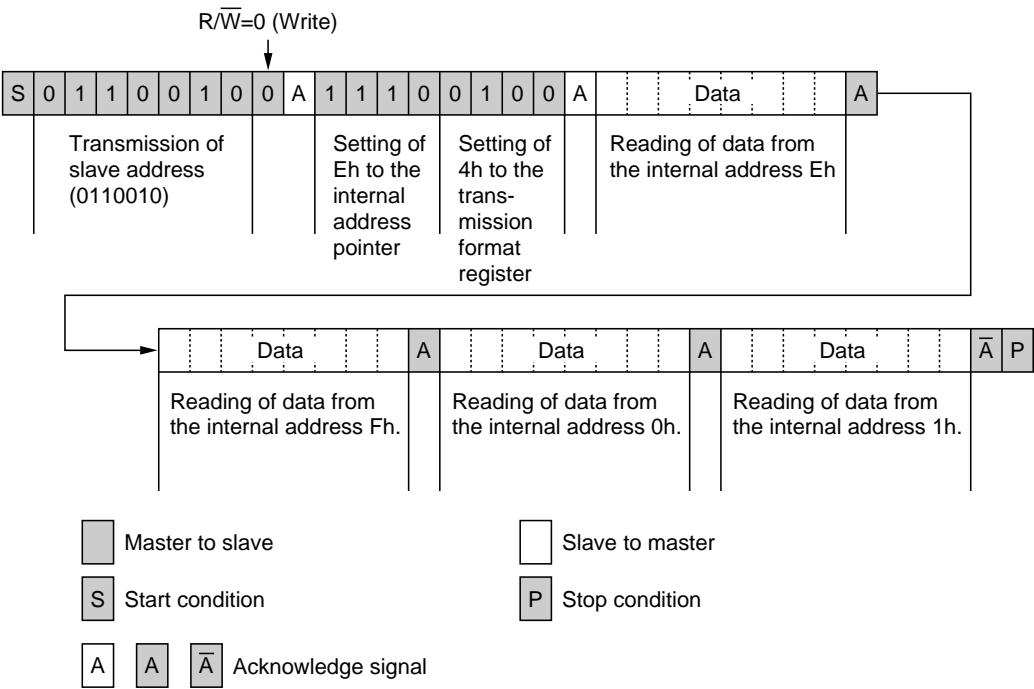 R/W̅=0 (Write)
S 0 1 1 0 0 1 0 0 A 1 1 1 0 0 1 0 0 A Data A
Transmission of
slave address
(0110010)
Setting of
Eh to the
internal
address
pointer
Setting of
4h to the
trans-
mission
format
register
Reading of data from
the internal address Eh
Data A Data A Data A̅ P
Reading of data from
the internal address Fh.
Reading of data from
the internal address 0h.
Reading of data from
the internal address 1h.
Master to slave
Slave to master
S Start condition
P Stop condition
A A A̅ Acknowledge signal